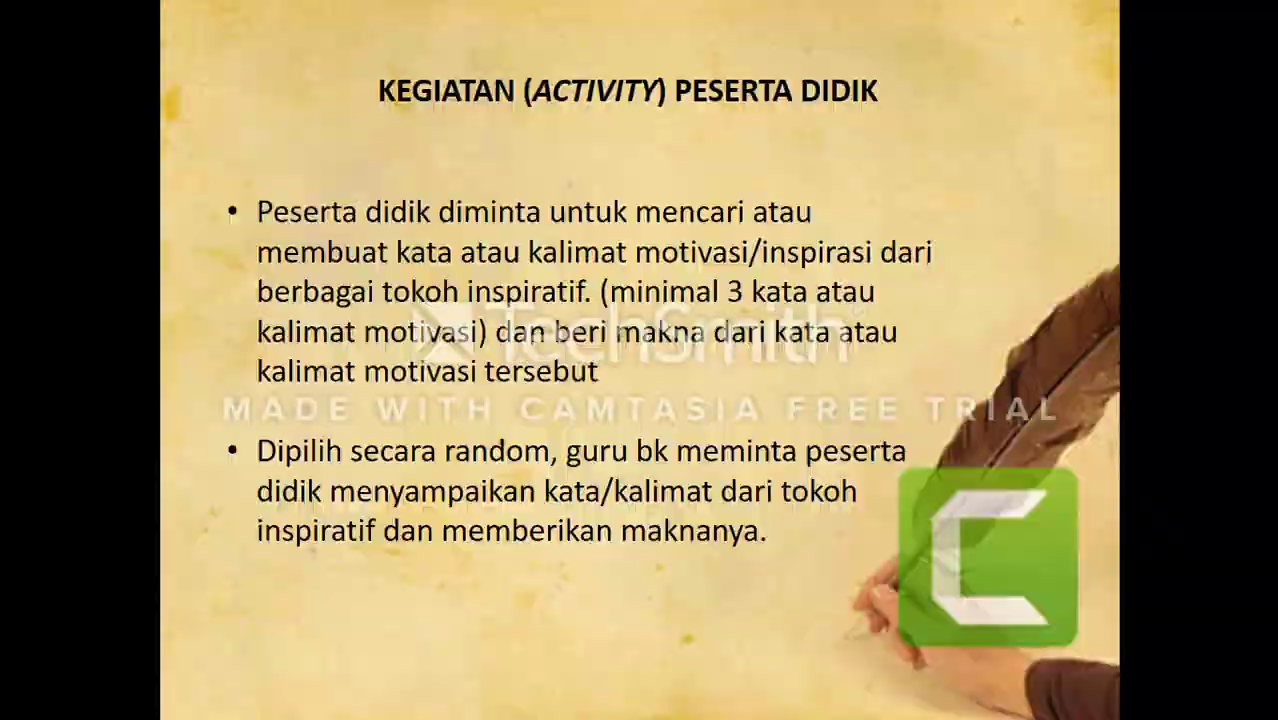 KEGIATAN (ACTIVITY) PESERTA DIDIK
• Peserta didik diminta untuk mencari atau
membuat kata atau kalimat motivasi/inspirasi dari
berbagai tokoh inspiratif. (minimal 3 kata atau
kalimat motivasi) dan beri makna dari kata atau
kalimat motivasi tersebut
TechSmith
MADE WITH CAMTASIA FREE TRIAL
• Dipilih secara random, guru bk meminta peserta
didik menyampaikan kata/kalimat dari tokoh
inspiratif dan memberikan maknanya.